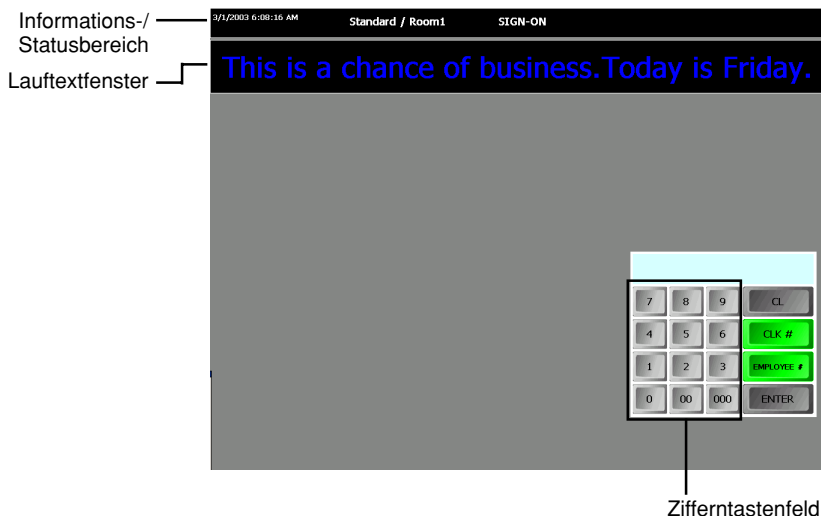 Informations-/
Statusbereich
Lauftextfenster
3/1/2003 6:08:16 AM Standard / Room1 SIGN-ON
This is a chance of business.Today is Friday.
7 8 9 CL
4 5 6 CLK #
1 2 3 EMPLOYEE #
0 00 000 ENTER
Zifferntastenfeld